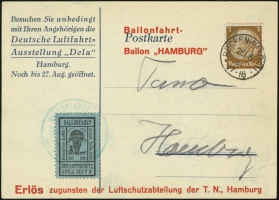 Besuchen Sie unbedingt
mit Ihren Angehörigen die
Deutsche Luftfahrt-
Ausstellung „Dela"
Hamburg.
Noch bis 27. Aug. geöffnet.
Ballonfahrt-
Postkarte
Ballon „HAMBURG"
Hamburg
BALLONFAHRT
Erlös zugunsten der Luftschutzabteilung der T. N., Hamburg